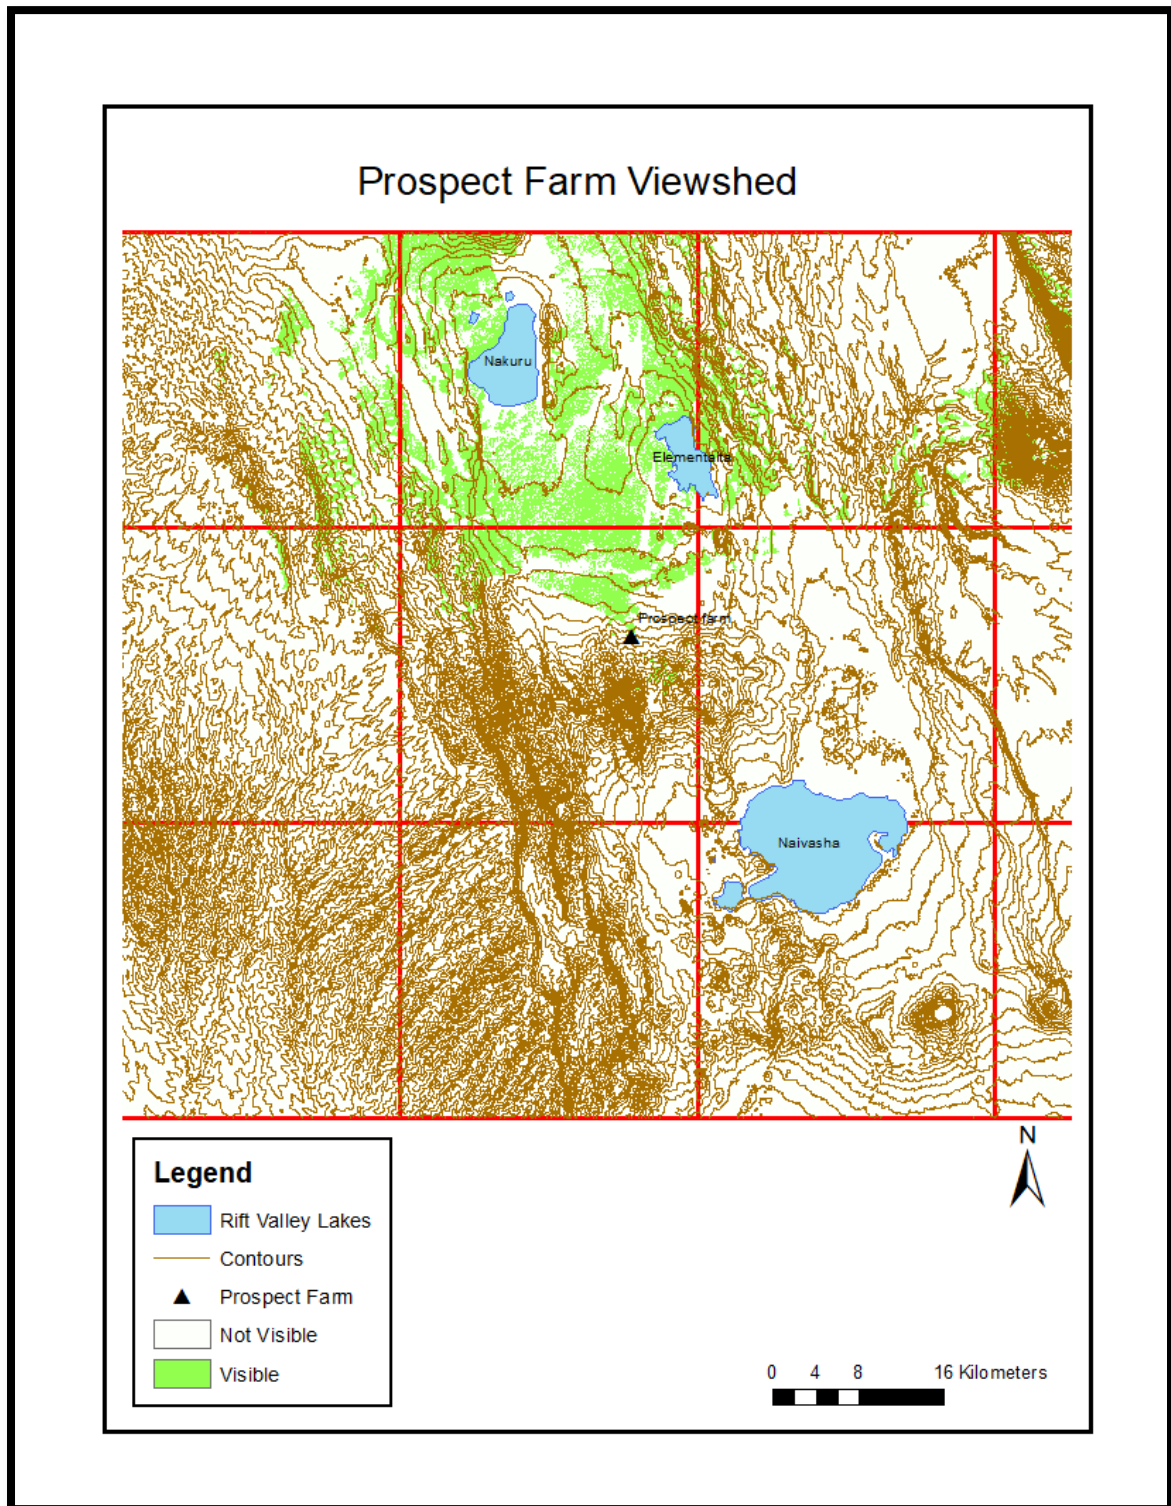 Prospect Farm Viewshed
Nakuru
Elementaita
Prospect farm
Naivasha
N
Legend
Rift Valley Lakes
Contours
Prospect Farm
Not Visible
Visible
0 4 8 16 Kilometers